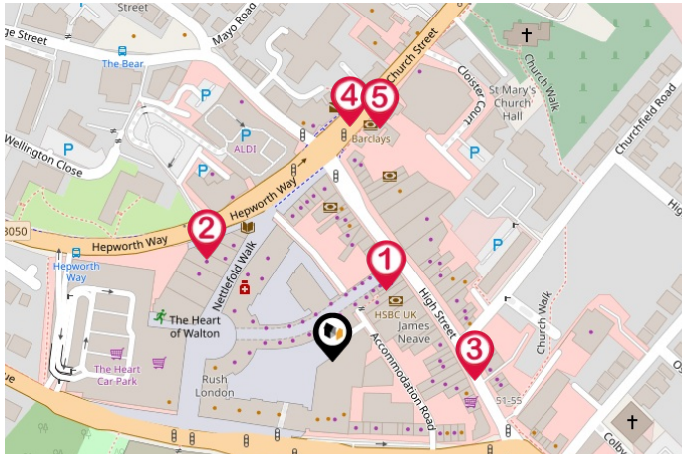 ge Street
Mayo Road
The Bear
P
Church Street
Cloister Court
Church Walk
St Mary's
Church
Hall
Churchfield Road
4
5
P
Barclays
ALDI
P
P
Wellington Close
P
P
Hig
3050
Hepworth Way
Hepworth Way
2
Nettlefold Walk
Hepworth
Way
P
1
High Street
HSBC UK
James
Neave
Church Walk
The Heart
of Walton
3
Accommodation Road
The Heart
Car Park
Rush
London
51-55
ue
Colby